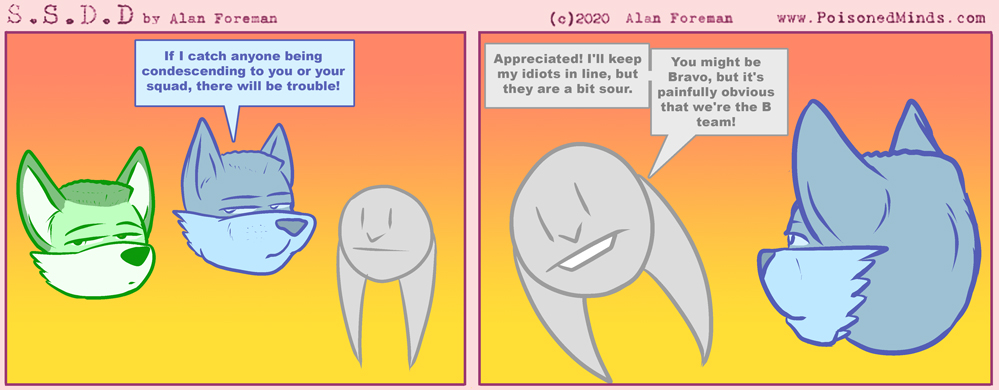 S.S.D.D by Alan Foreman (c)2020 Alan Foreman www.PoisonedMinds.com
If I catch anyone being
condescending to you or your
squad, there will be trouble!
Appreciated! I'll keep
my idiots in line, but
they are a bit sour.
You might be
Bravo, but it's
painfully obvious
that we're the B
team!